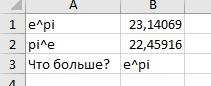 A B
1 e^pi 23,14069
2 pi^e 22,45916
3 Что больше? e^pi